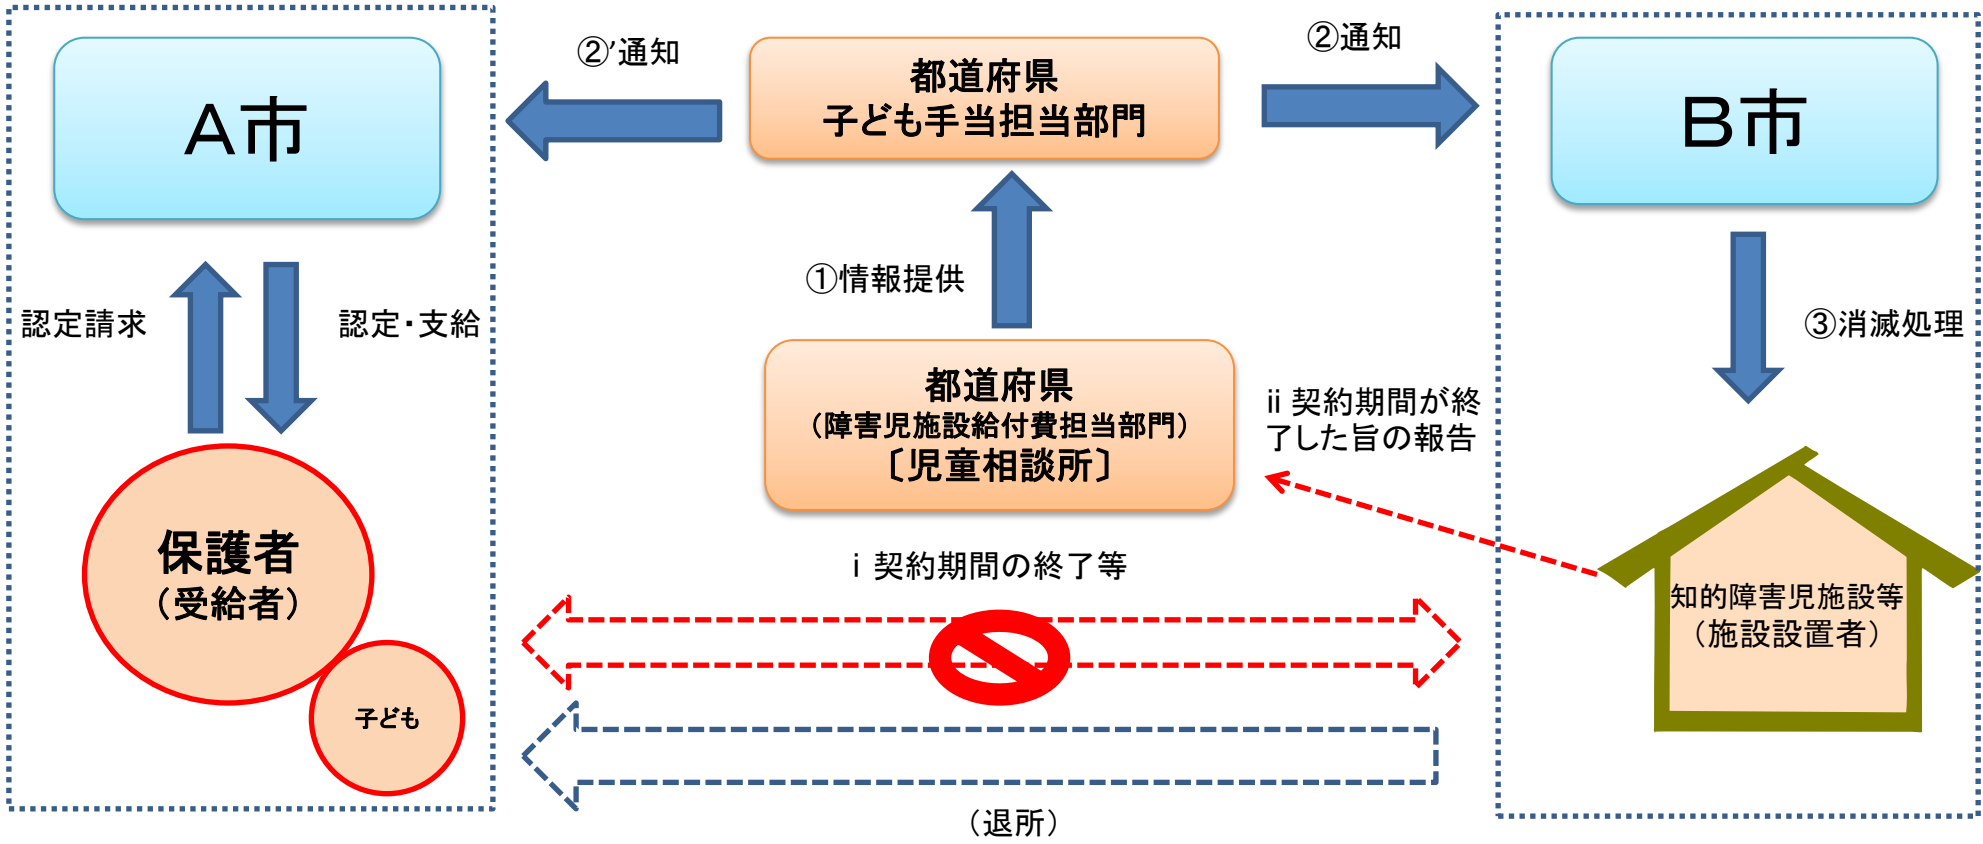 ②’通知
②通知
都道府県
子ども手当担当部門
A市
B市
①情報提供
認定請求
認定・支給
③消滅処理
都道府県
（障害児施設給付費担当部門）
〔児童相談所〕
ⅱ 契約期間が終
了した旨の報告
保護者
（受給者）
ⅰ 契約期間の終了等
知的障害児施設等
（施設設置者）
子ども
（退所）